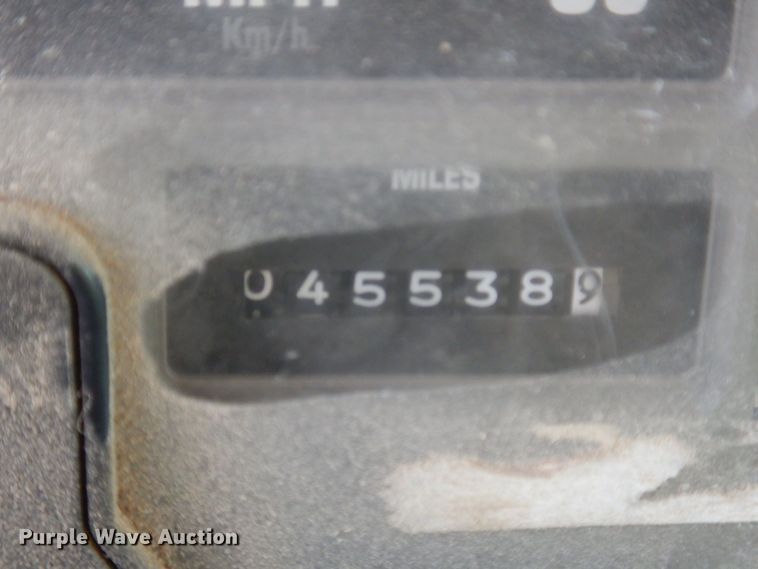 Km/h
MILES
0455389
Purple Wave Auction